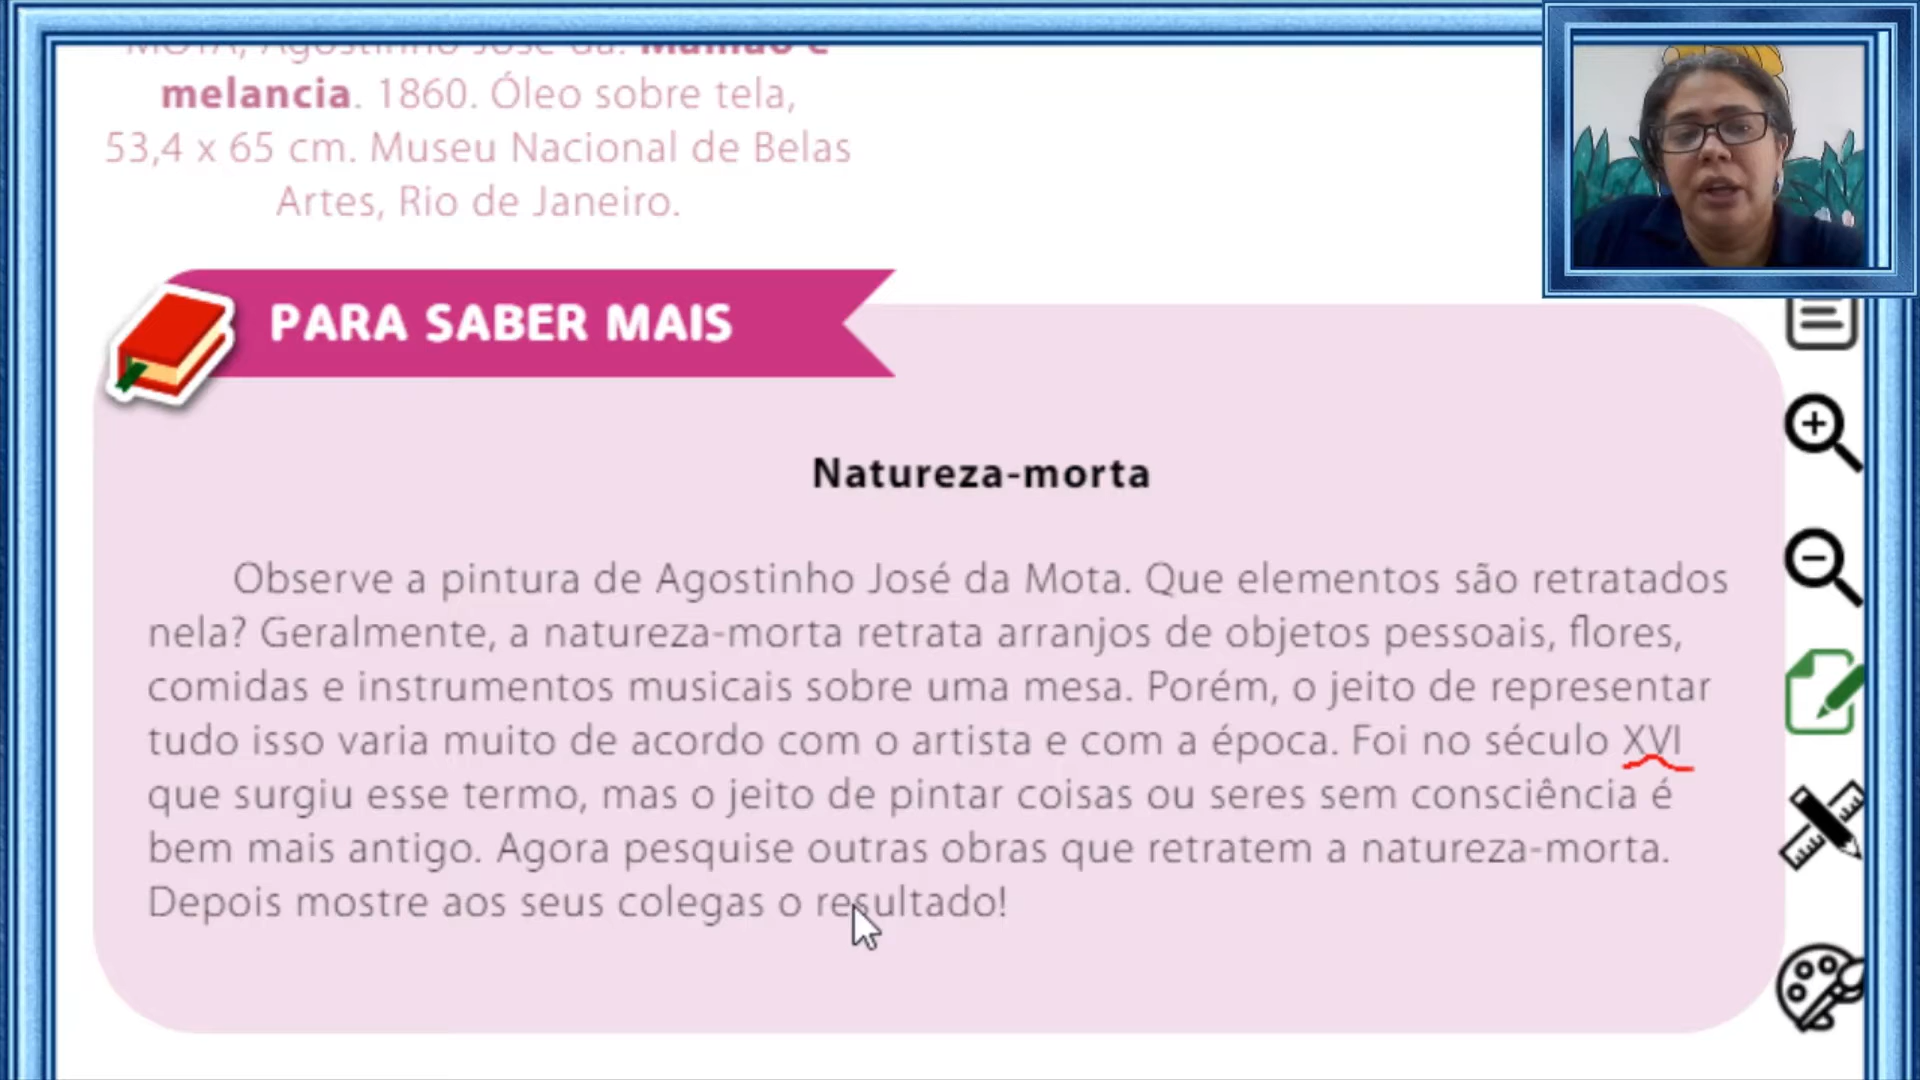 MOTA, Agostinho José da. Mamão e
melancia. 1860. Óleo sobre tela,
53,4 x 65 cm. Museu Nacional de Belas
Artes, Rio de Janeiro.
PARA SABER MAIS
Natureza-morta
Observe a pintura de Agostinho José da Mota. Que elementos são retratados
nela? Geralmente, a natureza-morta retrata arranjos de objetos pessoais, flores,
comidas e instrumentos musicais sobre uma mesa. Porém, o jeito de representar
tudo isso varia muito de acordo com o artista e com a época. Foi no século XVI
que surgiu esse termo, mas o jeito de pintar coisas ou seres sem consciência é
bem mais antigo. Agora pesquise outras obras que retratem a natureza-morta.
Depois mostre aos seus colegas o resultado!